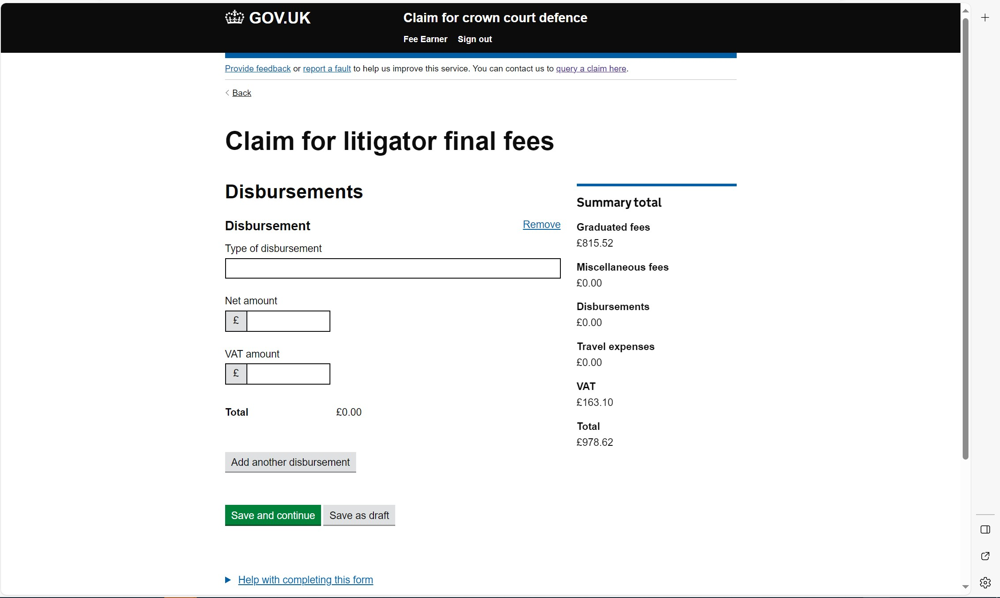 GOV.UK
Claim for crown court defence
Fee Earner Sign out
Provide feedback or report a fault to help us improve this service. You can contact us to query a claim here.
Back
Claim for litigator final fees
Disbursements
Disbursement
Remove
Type of disbursement
Net amount
£
VAT amount
£
Total £0.00
Add another disbursement
Save and continue
Save as draft
Help with completing this form
Summary total
Graduated fees
£815.52
Miscellaneous fees
£0.00
Disbursements
£0.00
Travel expenses
£0.00
VAT
£163.10
Total
£978.62